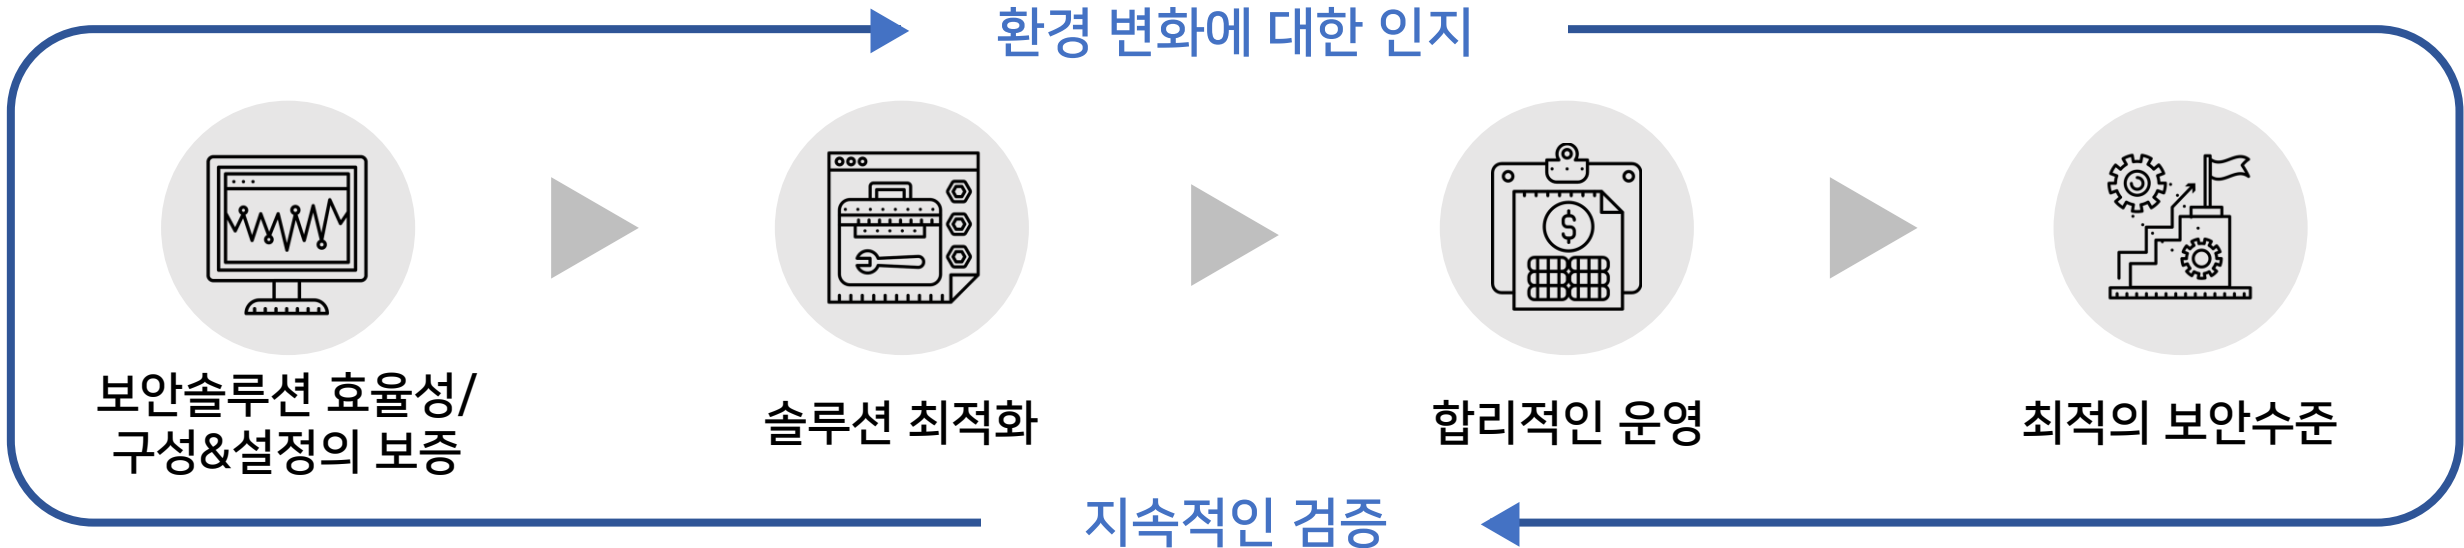 환경 변화에 대한 인지
보안솔루션 효율성/
구성&설정의 보증
솔루션 최적화
합리적인 운영
최적의 보안수준
지속적인 검증